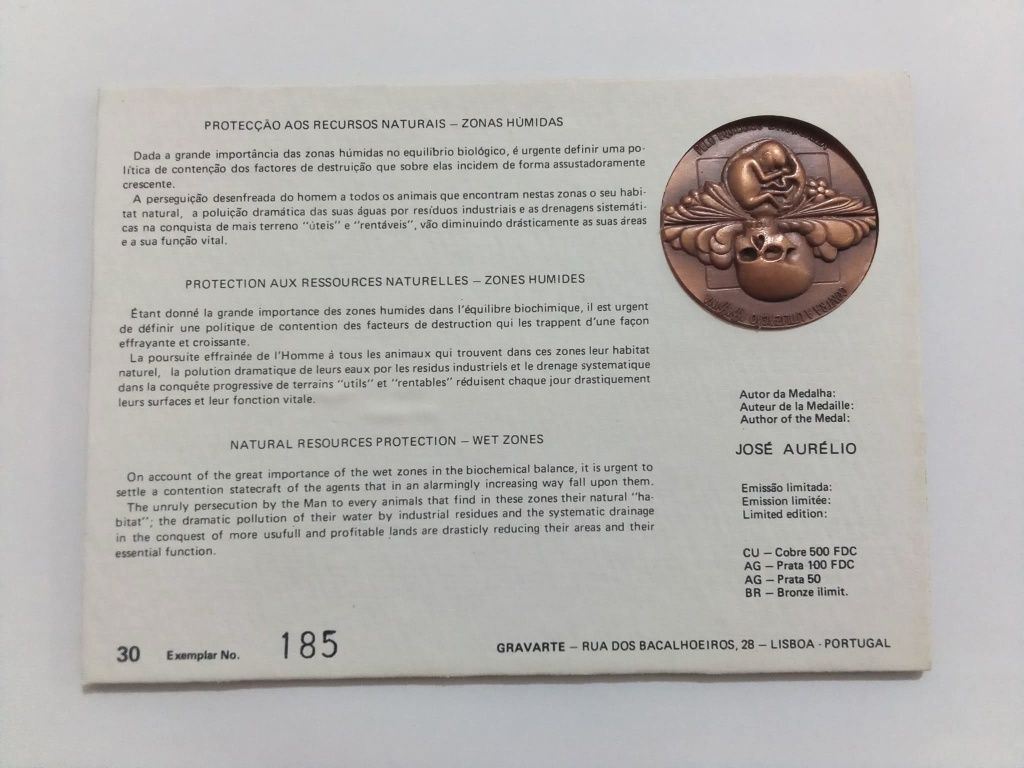 PROTECÇÃO AOS RECURSOS NATURAIS – ZONAS HÚMIDAS
Dada a grande importância das zonas húmidas no equilíbrio biológico, é urgente definir uma po-
lítica de contenção dos factores de destruição que sobre elas incidem de forma assustadoramente
crescente.
A perseguição desenfreada do homem a todos os animais que encontram nestas zonas o seu habi-
tat natural, a poluição dramática das suas águas por resíduos industriais e as drenagens sistemáti-
cas na conquista de mais terreno "úteis" e "rentáveis", vão diminuindo drásticamente as suas áreas
e a sua função vital.
PROTECTION AUX RESSOURCES NATURELLES – ZONES HUMIDES
Étant donné la grande importance des zones humides dans l'équilibre biochimique, il est urgent
de définir une politique de contention des facteurs de destruction qui les trappent d'une façon
effrayante et croissante.
La poursuite effrainée de l'Homme à tous les animaux qui trouvent dans ces zones leur habitat
naturel, la polution dramatique de leurs eaux par les residus industriels et le drenage systematique
dans la conquête progressive de terrains "utils" et "rentables" réduisent chaque jour drastiquement
leurs surfaces et leur fonction vitale.
NATURAL RESOURCES PROTECTION – WET ZONES
On account of the great importance of the wet zones in the biochemical balance, it is urgent to
settle a contention statecraft of the agents that in an alarmingly increasing way fall upon them.
The unruly persecution by the Man to every animals that find in these zones their natural "ha-
bitat"; the dramatic pollution of their water by industrial residues and the systematic drainage
in the conquest of more usufull and profitable lands are drasticly reducing their areas and their
essential function.
Autor da Medalha:
Auteur de la Medaille:
Author of the Medal:
JOSÉ AURÉLIO
Emissão limitada:
Emission limitée:
Limited edition:
CU – Cobre 500 FDC
AG – Prata 100 FDC
AG – Prata 50
BR – Bronze ilimit.
30 Exemplar No. 185
GRAVARTE – RUA DOS BACALHOEIROS, 28 – LISBOA - PORTUGAL